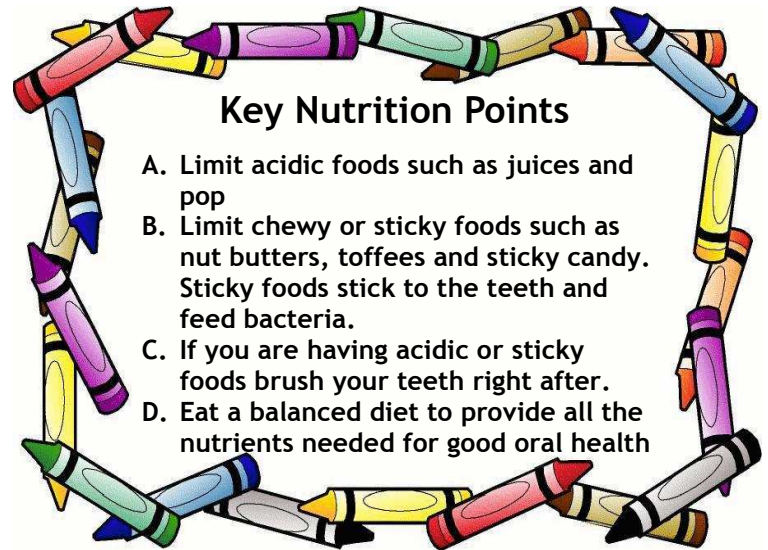 Key Nutrition Points
A. Limit acidic foods such as juices and
pop
B. Limit chewy or sticky foods such as
nut butters, toffees and sticky candy.
Sticky foods stick to the teeth and
feed bacteria.
C. If you are having acidic or sticky
foods brush your teeth right after.
D. Eat a balanced diet to provide all the
nutrients needed for good oral health